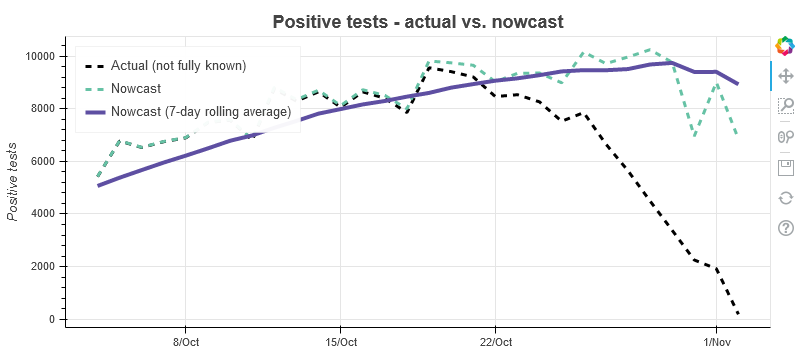 Positive tests - actual vs. nowcast
10000
8000
6000
4000
2000
0
Positive tests
Actual (not fully known)
Nowcast
Nowcast (7-day rolling average)
8/Oct
15/Oct
22/Oct
1/Nov